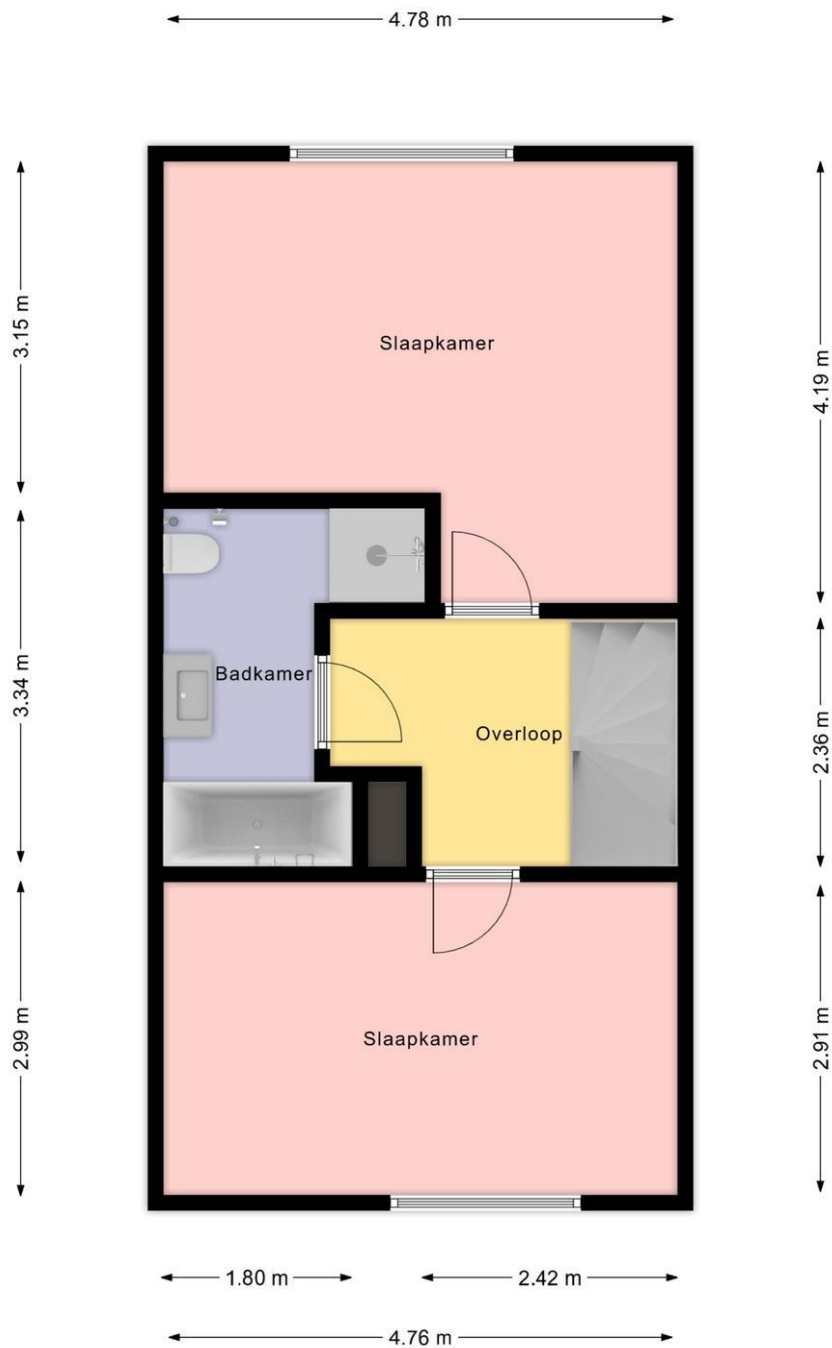 4.78 m
3.15 m
4.19 m
Slaapkamer
3.34 m
Badkamer
Overloop
2.36 m
2.99 m
Slaapkamer
2.91 m
1.80 m
2.42 m
4.76 m